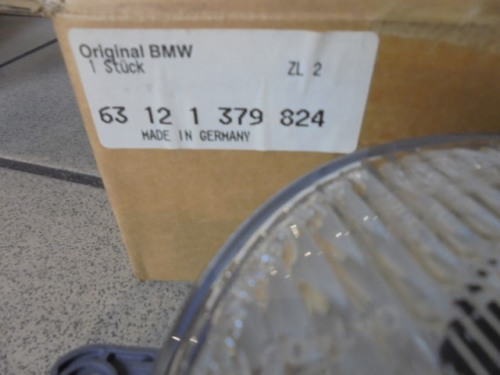 Original BMW
1 Stück ZL 2
63 12 1 379 824
MADE IN GERMANY